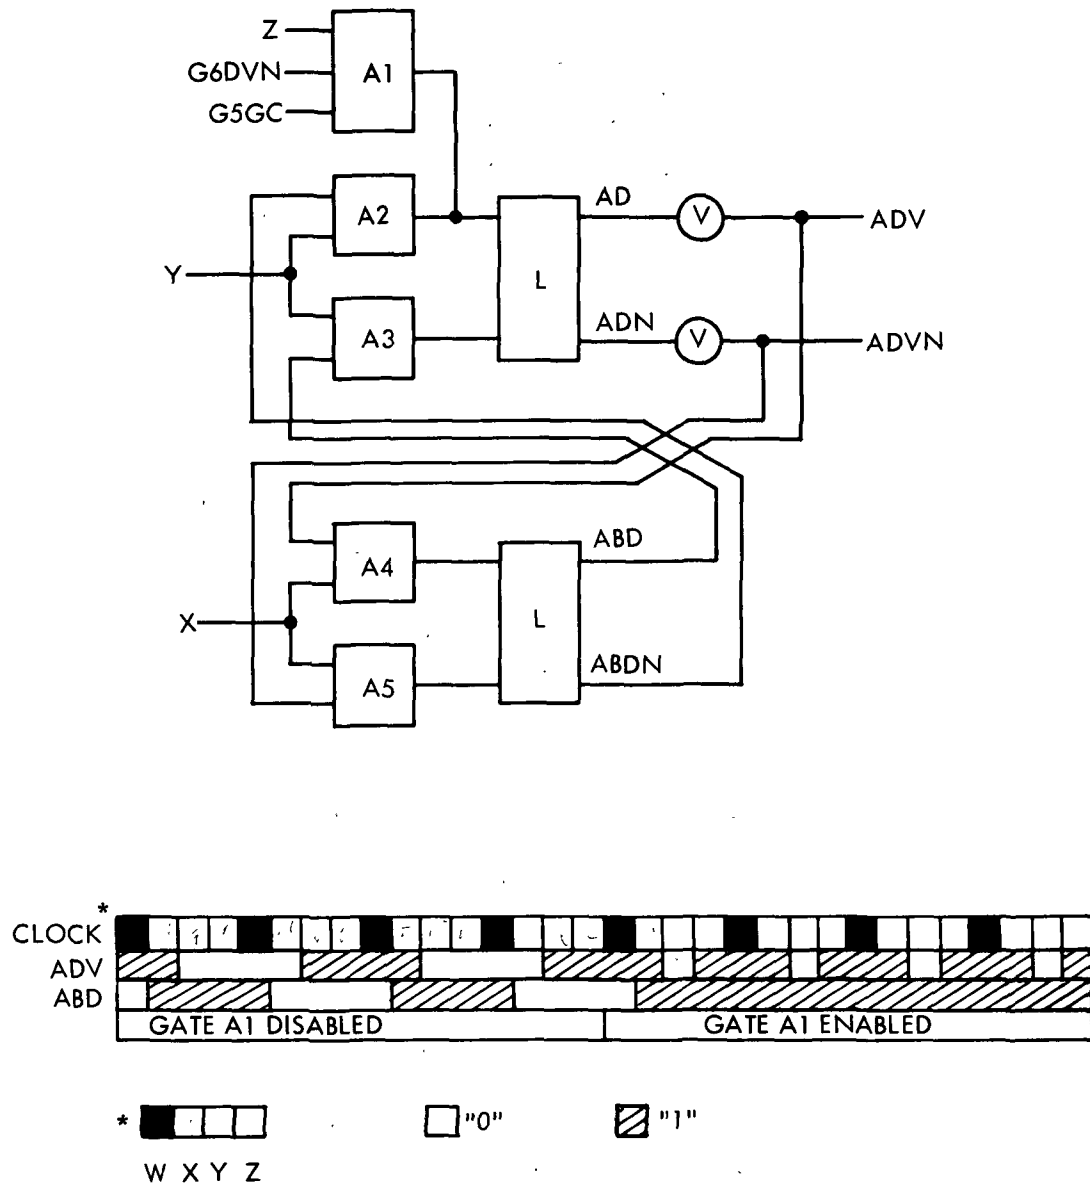 Z
G6DVN
G5GC
A1
A2
A3
Y
L
AD
V
ADV
ADN
V
ADVN
A4
A5
X
L
ABD
ABDN
*
CLOCK
ADV
ABD
GATE A1 DISABLED
GATE A1 ENABLED
*
"0"
"1"
W X Y Z